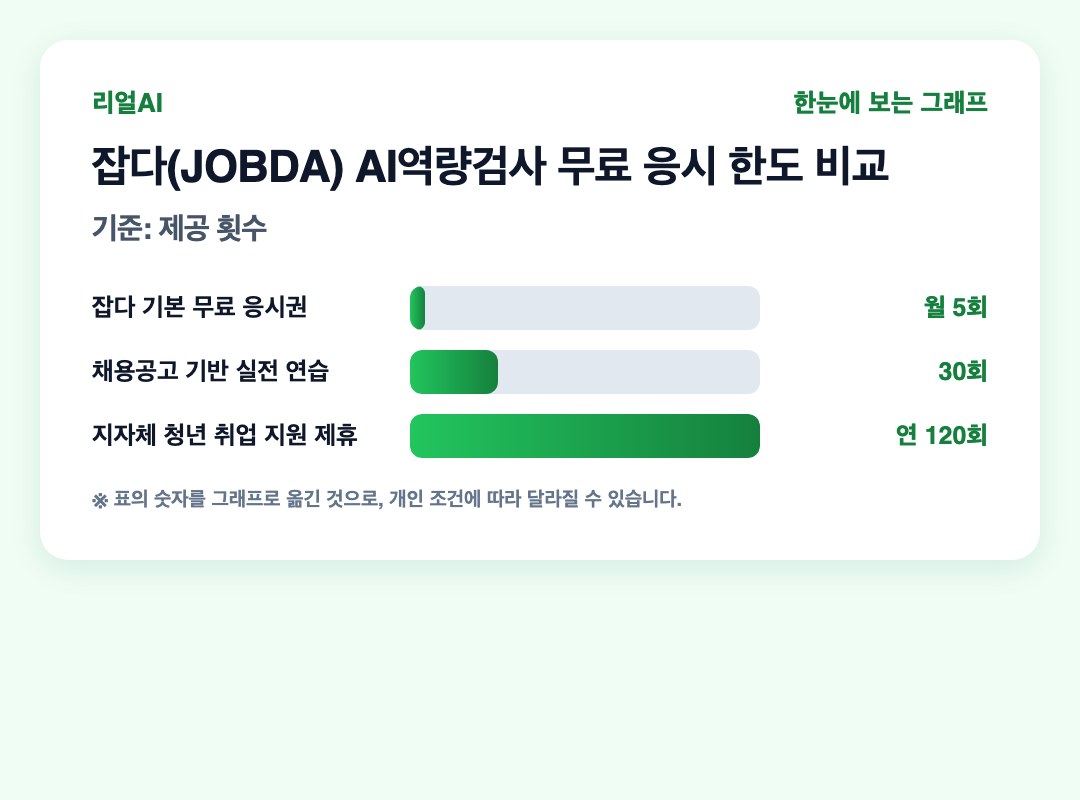 리얼AI
한눈에 보는 그래프
잡다(JOBDA) AI역량검사 무료 응시 한도 비교
기준: 제공 횟수
잡다 기본 무료 응시권 월 5회
채용공고 기반 실전 연습 30회
지자체 청년 취업 지원 제휴 연 120회
※ 표의 숫자를 그래프로 옮긴 것으로, 개인 조건에 따라 달라질 수 있습니다.